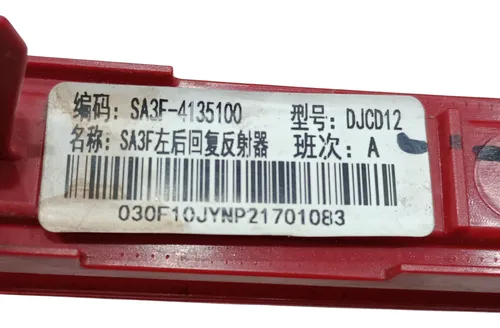 编码: SA3F-4135100 型号: DJCD12
名称: SA3F左后回复反射器 班次: A
030F10JYNP21701083